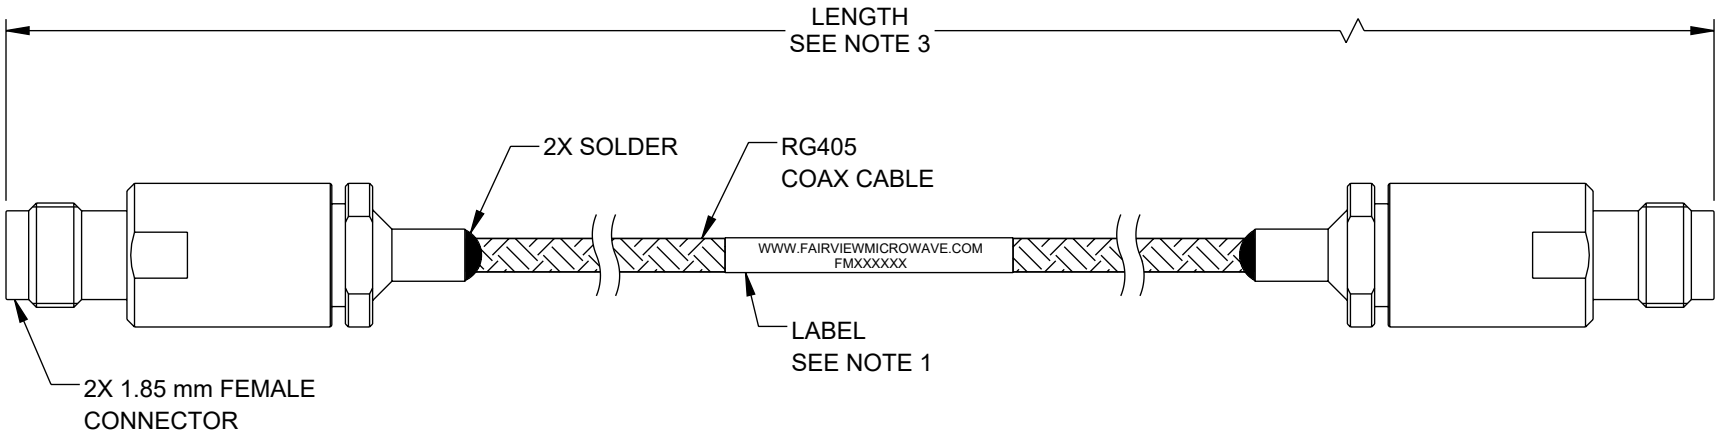 LENGTH
SEE NOTE 3
2X SOLDER
RG405
COAX CABLE
WWW.FAIRVIEWMICROWAVE.COM
FMXXXXXX
LABEL
SEE NOTE 1
2X 1.85 mm FEMALE
CONNECTOR